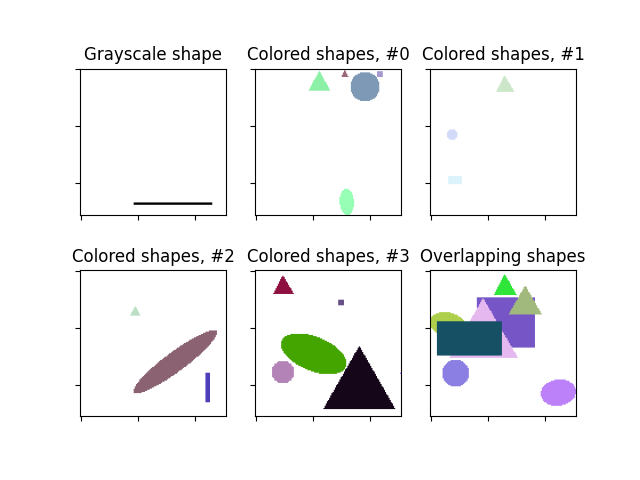 Grayscale shape
Colored shapes, #0
Colored shapes, #1
Colored shapes, #2
Colored shapes, #3
Overlapping shapes